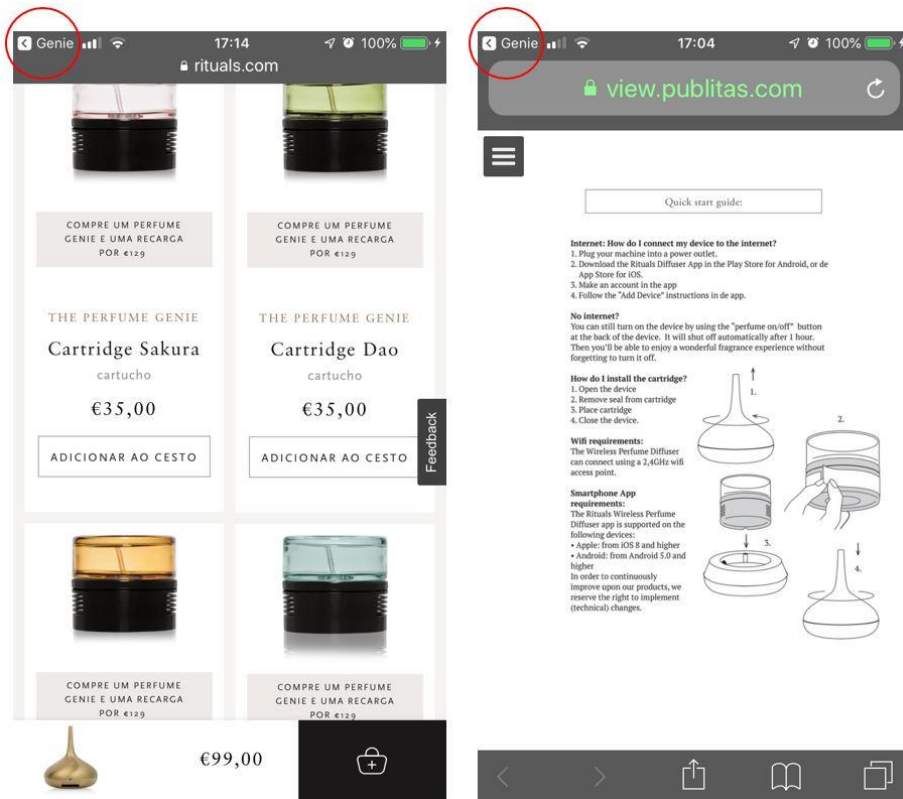 Genie
17:14
100%
rituals.com
COMPRE UM PERFUME
GENIE E UMA RECARGA
POR €129
COMPRE UM PERFUME
GENIE E UMA RECARGA
POR €129
THE PERFUME GENIE
Cartridge Sakura
cartucho
€35,00
ADICIONAR AO CESTO
THE PERFUME GENIE
Cartridge Dao
cartucho
€35,00
ADICIONAR AO CESTO
Feedback
COMPRE UM PERFUME
GENIE E UMA RECARGA
POR €129
COMPRE UM PERFUME
GENIE E UMA RECARGA
POR €129
€99,00
Genie
17:04
100%
view.publitas.com
Quick start guide:
Internet: How do I connect my device to the internet?
1. Plug your machine into a power outlet.
2. Download the Rituals Diffuser App in the Play Store for Android, or de
App Store for iOS.
3. Make an account in the app
4. Follow the "Add Device" instructions in de app.
No internet?
You can still turn on the device by using the "perfume on/off" button
at the back of the device. It will shut off automatically after 1 hour.
Then you'll be able to enjoy a wonderful fragrance experience without
forgetting to turn it off.
How do I install the cartridge?
1. Open the device
2. Remove seal from cartridge
3. Place cartridge
4. Close the device.
Wifi requirements:
The Wireless Perfume Diffuser
can connect using a 2,4GHz wifi
access point.
Smartphone App
requirements:
The Rituals Wireless Perfume
Diffuser app is supported on the
following devices:
• Apple: from iOS 8 and higher
• Android: from Android 5.0 and
higher
In order to continuously
improve upon our products, we
reserve the right to implement
(technical) changes.
1.
2.
3.
4.